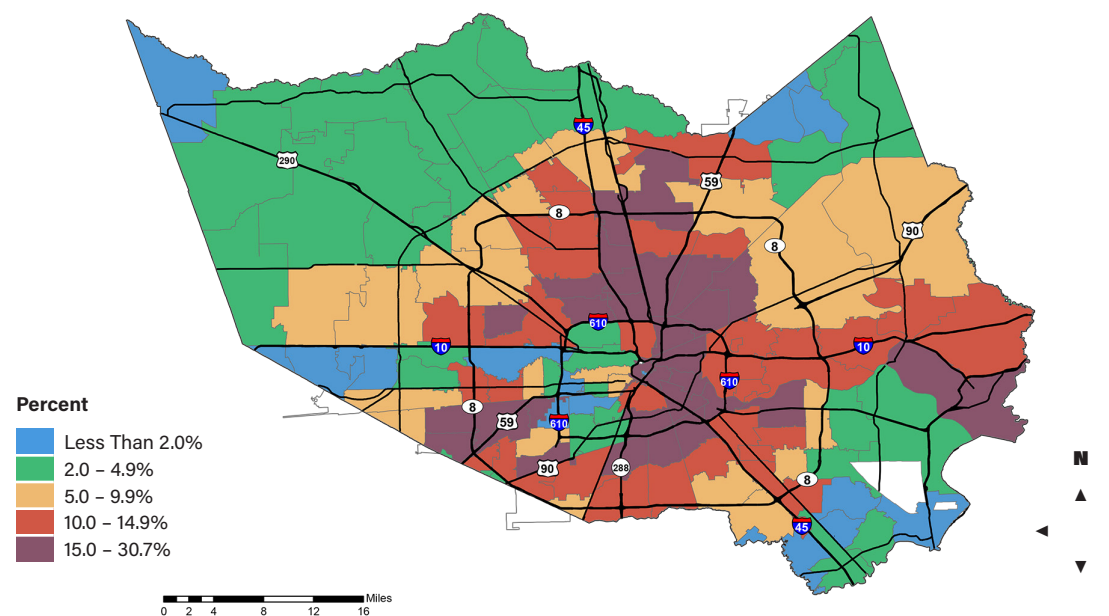 45
290
59
8
8
90
610
10
10
610
8
59
610
90
288
8
45
Percent
Less Than 2.0%
2.0 – 4.9%
5.0 – 9.9%
10.0 – 14.9%
15.0 – 30.7%
N
Miles
0 2 4 8 12 16